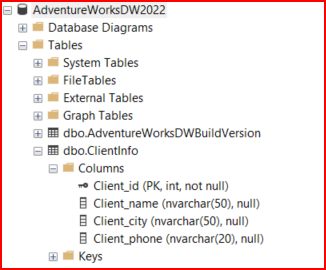 AdventureWorksDW2022
Database Diagrams
Tables
System Tables
FileTables
External Tables
Graph Tables
dbo.AdventureWorksDWBuildVersion
dbo.ClientInfo
Columns
Client_id (PK, int, not null)
Client_name (nvarchar(50), null)
Client_city (nvarchar(50), null)
Client_phone (nvarchar(20), null)
Keys